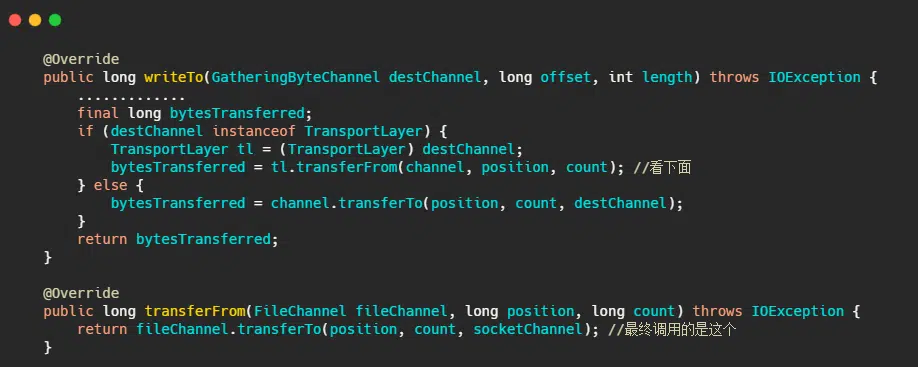 @Override
public long writeTo(GatheringByteChannel destChannel, long offset, int length) throws IOException {
.............
final long bytesTransferred;
if (destChannel instanceof TransportLayer) {
TransportLayer tl = (TransportLayer) destChannel;
bytesTransferred = tl.transferFrom(channel, position, count); //看下面
} else {
bytesTransferred = channel.transferTo(position, count, destChannel);
}
return bytesTransferred;
}
@Override
public long transferFrom(FileChannel fileChannel, long position, long count) throws IOException {
return fileChannel.transferTo(position, count, socketChannel); //最终调用的是这个
}